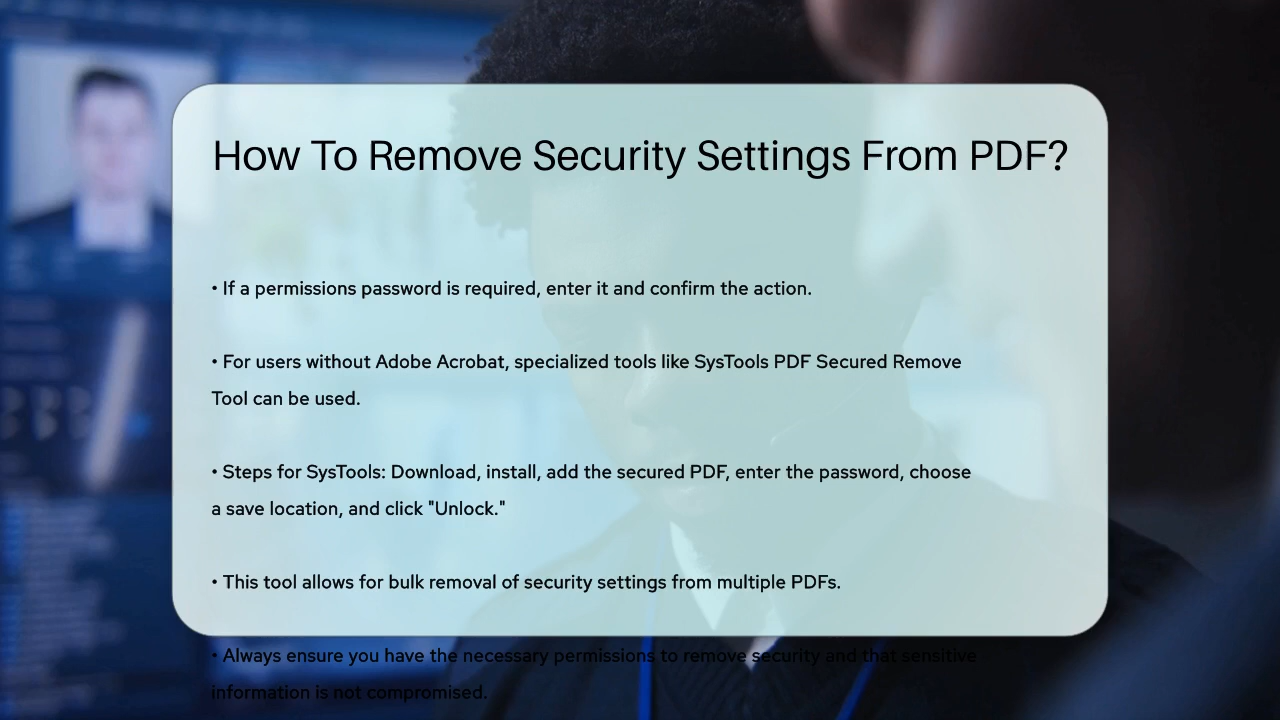 How To Remove Security Settings From PDF?
• If a permissions password is required, enter it and confirm the action.
• For users without Adobe Acrobat, specialized tools like SysTools PDF Secured Remove
Tool can be used.
• Steps for SysTools: Download, install, add the secured PDF, enter the password, choose
a save location, and click "Unlock."
• This tool allows for bulk removal of security settings from multiple PDFs.
• Always ensure you have the necessary permissions to remove security and that sensitive
information is not compromised.